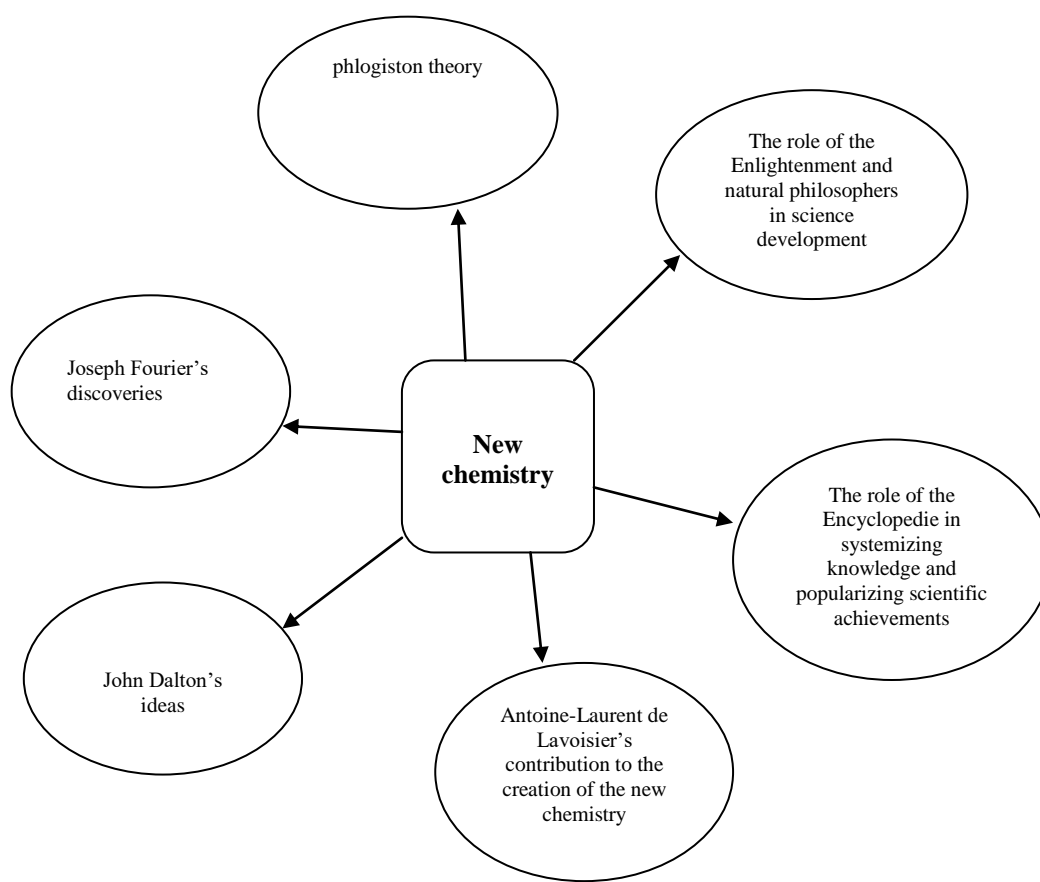 phlogiston theory
The role of the
Enlightenment and
natural philosophers
in science
development
Joseph Fourier’s
discoveries
New
chemistry
The role of the
Encyclopedie in
systemizing
knowledge and
popularizing scientific
achievements
John Dalton’s
ideas
Antoine-Laurent de
Lavoisier’s
contribution to the
creation of the new
chemistry